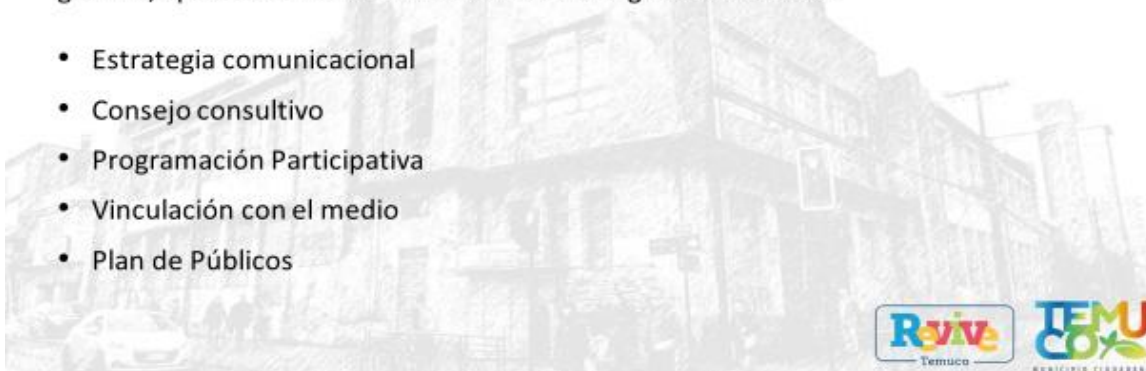 • Estrategia comunicacional
• Consejo consultivo
• Programación Participativa
• Vinculación con el medio
• Plan de Públicos
Revive
Temuco
TEMU
CO